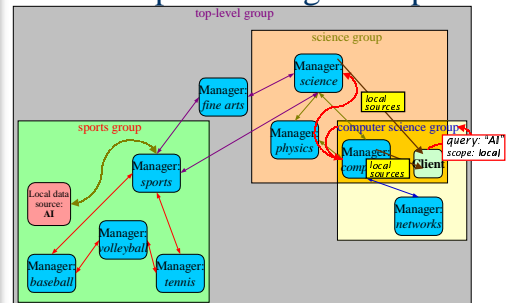 top-level group
science group
Manager:
science
Manager:
fine arts
local
sources
sports group
Manager
physics
computer science group
query: "AI"
scope: local
Manager:
comp
local
sources
Client
Manager:
sports
Local data
source:
AI
Manager:
networks
Manager:
volleyball
Manager:
baseball
Manager:
tennis